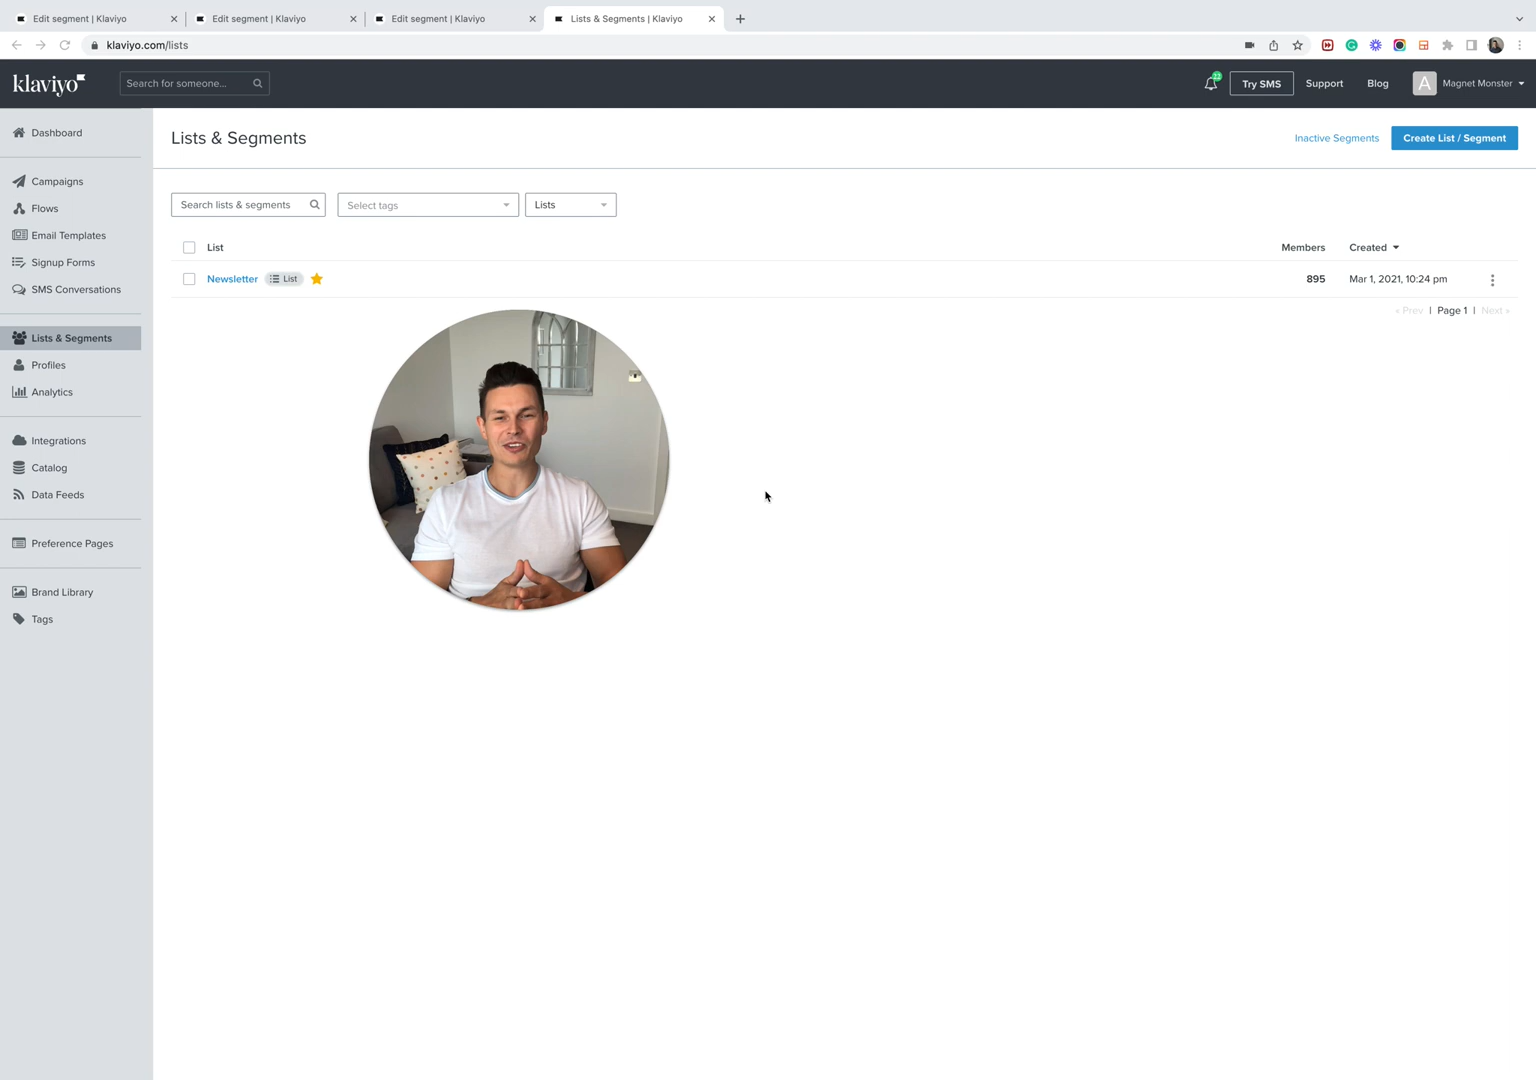 Edit segment | Klaviyo
Edit segment | Klaviyo
Edit segment | Klaviyo
Lists & Segments | Klaviyo
klaviyo.com/lists
klaviyo
Search for someone...
22
Try SMS
Support
Blog
A
Magnet Monster
Dashboard
Campaigns
Flows
Email Templates
Signup Forms
SMS Conversations
Lists & Segments
Profiles
Analytics
Integrations
Catalog
Data Feeds
Preference Pages
Brand Library
Tags
Lists & Segments
Inactive Segments
Create List / Segment
Search lists & segments
Select tags
Lists
List Members Created
Newsletter List 895 Mar 1, 2021, 10:24 pm
« Prev | Page 1 | Next »